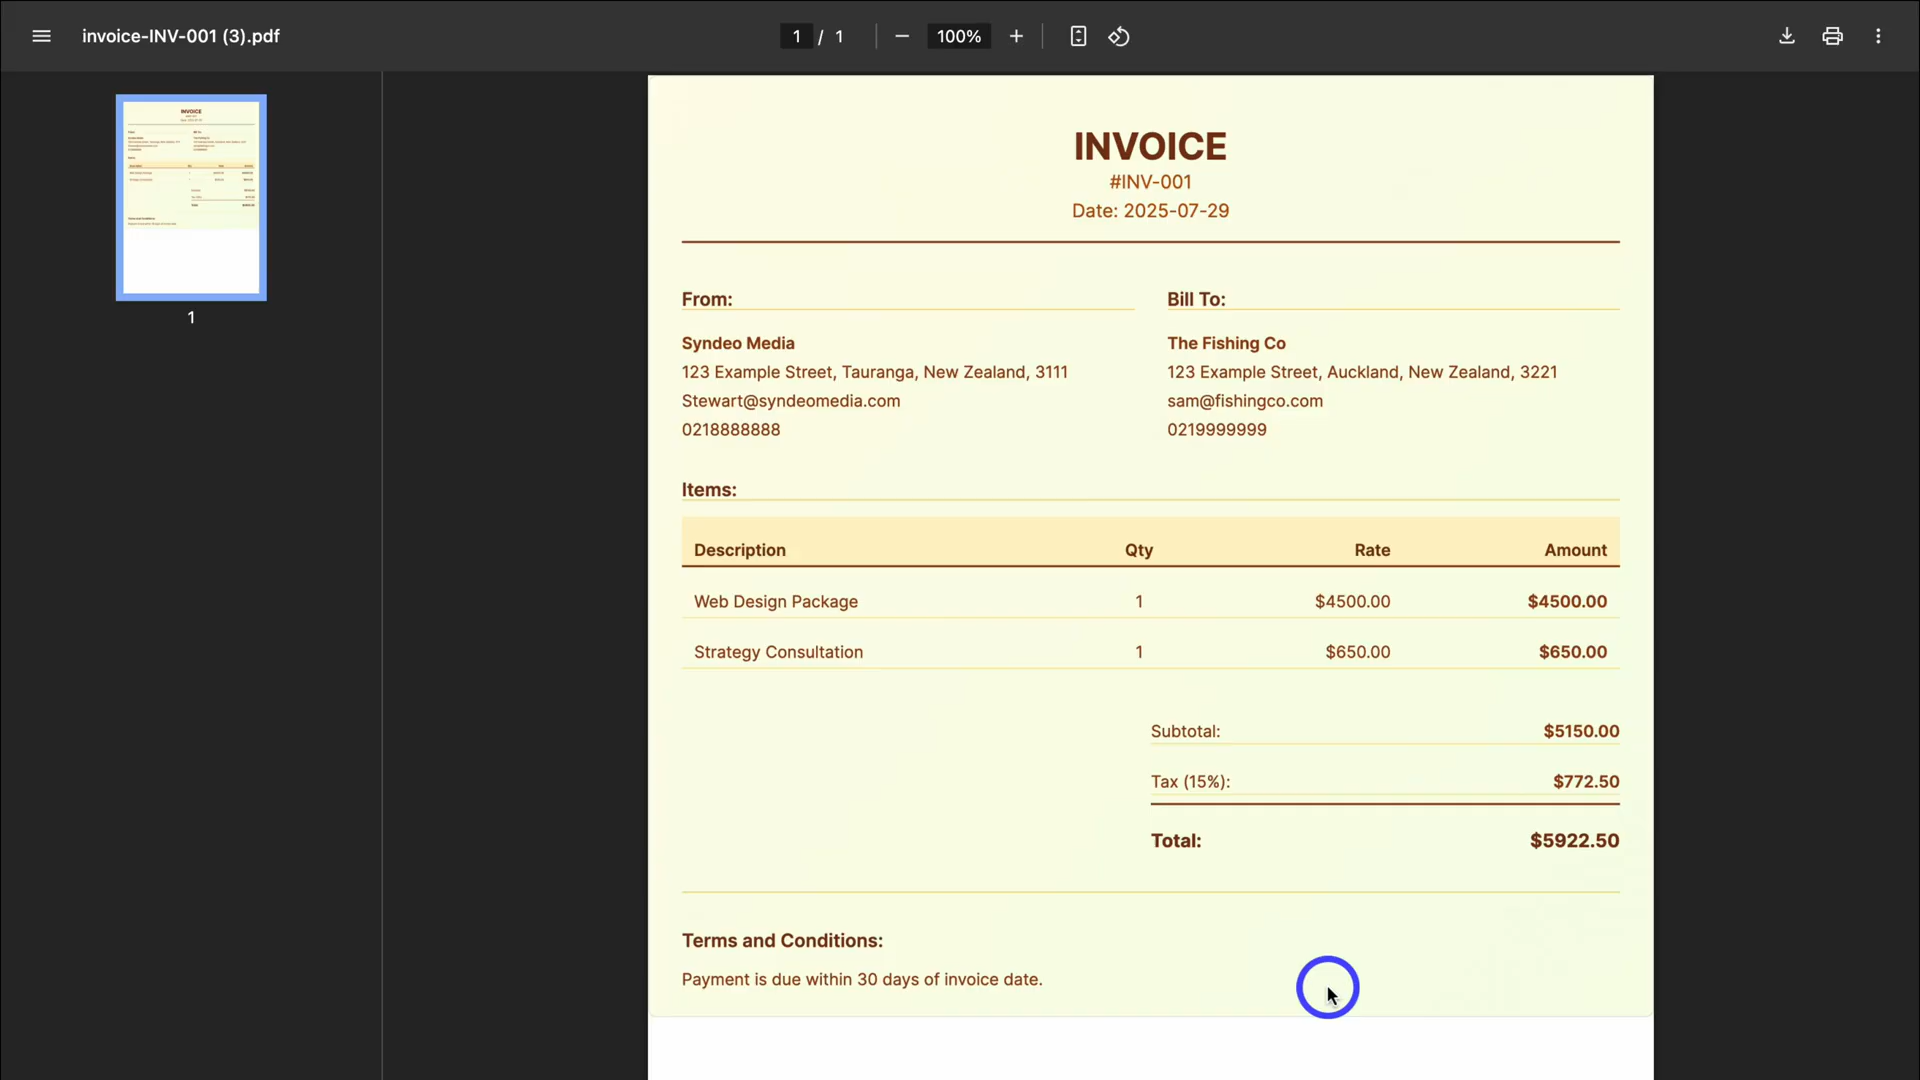 invoice-INV-001 (3).pdf
1 / 1
100%
1
INVOICE
#INV-001
Date: 2025-07-29
From:
Syndeo Media
123 Example Street, Tauranga, New Zealand, 3111
Stewart@syndeomedia.com
0218888888
Bill To:
The Fishing Co
123 Example Street, Auckland, New Zealand, 3221
sam@fishingco.com
0219999999
Items:
Description Qty Rate Amount
Web Design Package 1 $4500.00 $4500.00
Strategy Consultation 1 $650.00 $650.00
Subtotal: $5150.00
Tax (15%): $772.50
Total: $5922.50
Terms and Conditions:
Payment is due within 30 days of invoice date.